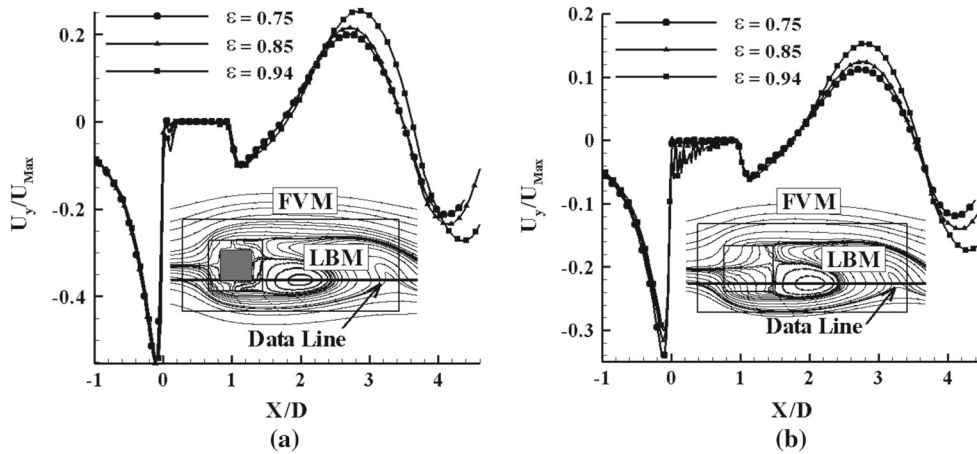 ε = 0.75
ε = 0.85
ε = 0.94
0.2
0
-0.2
-0.4
U_y/U_Max
FVM
LBM
Data Line
-1 0 1 2 3 4
X/D
(a)
ε = 0.75
ε = 0.85
ε = 0.94
0.2
0.1
0
-0.1
-0.2
-0.3
U_y/U_Max
FVM
LBM
Data Line
-1 0 1 2 3 4
X/D
(b)